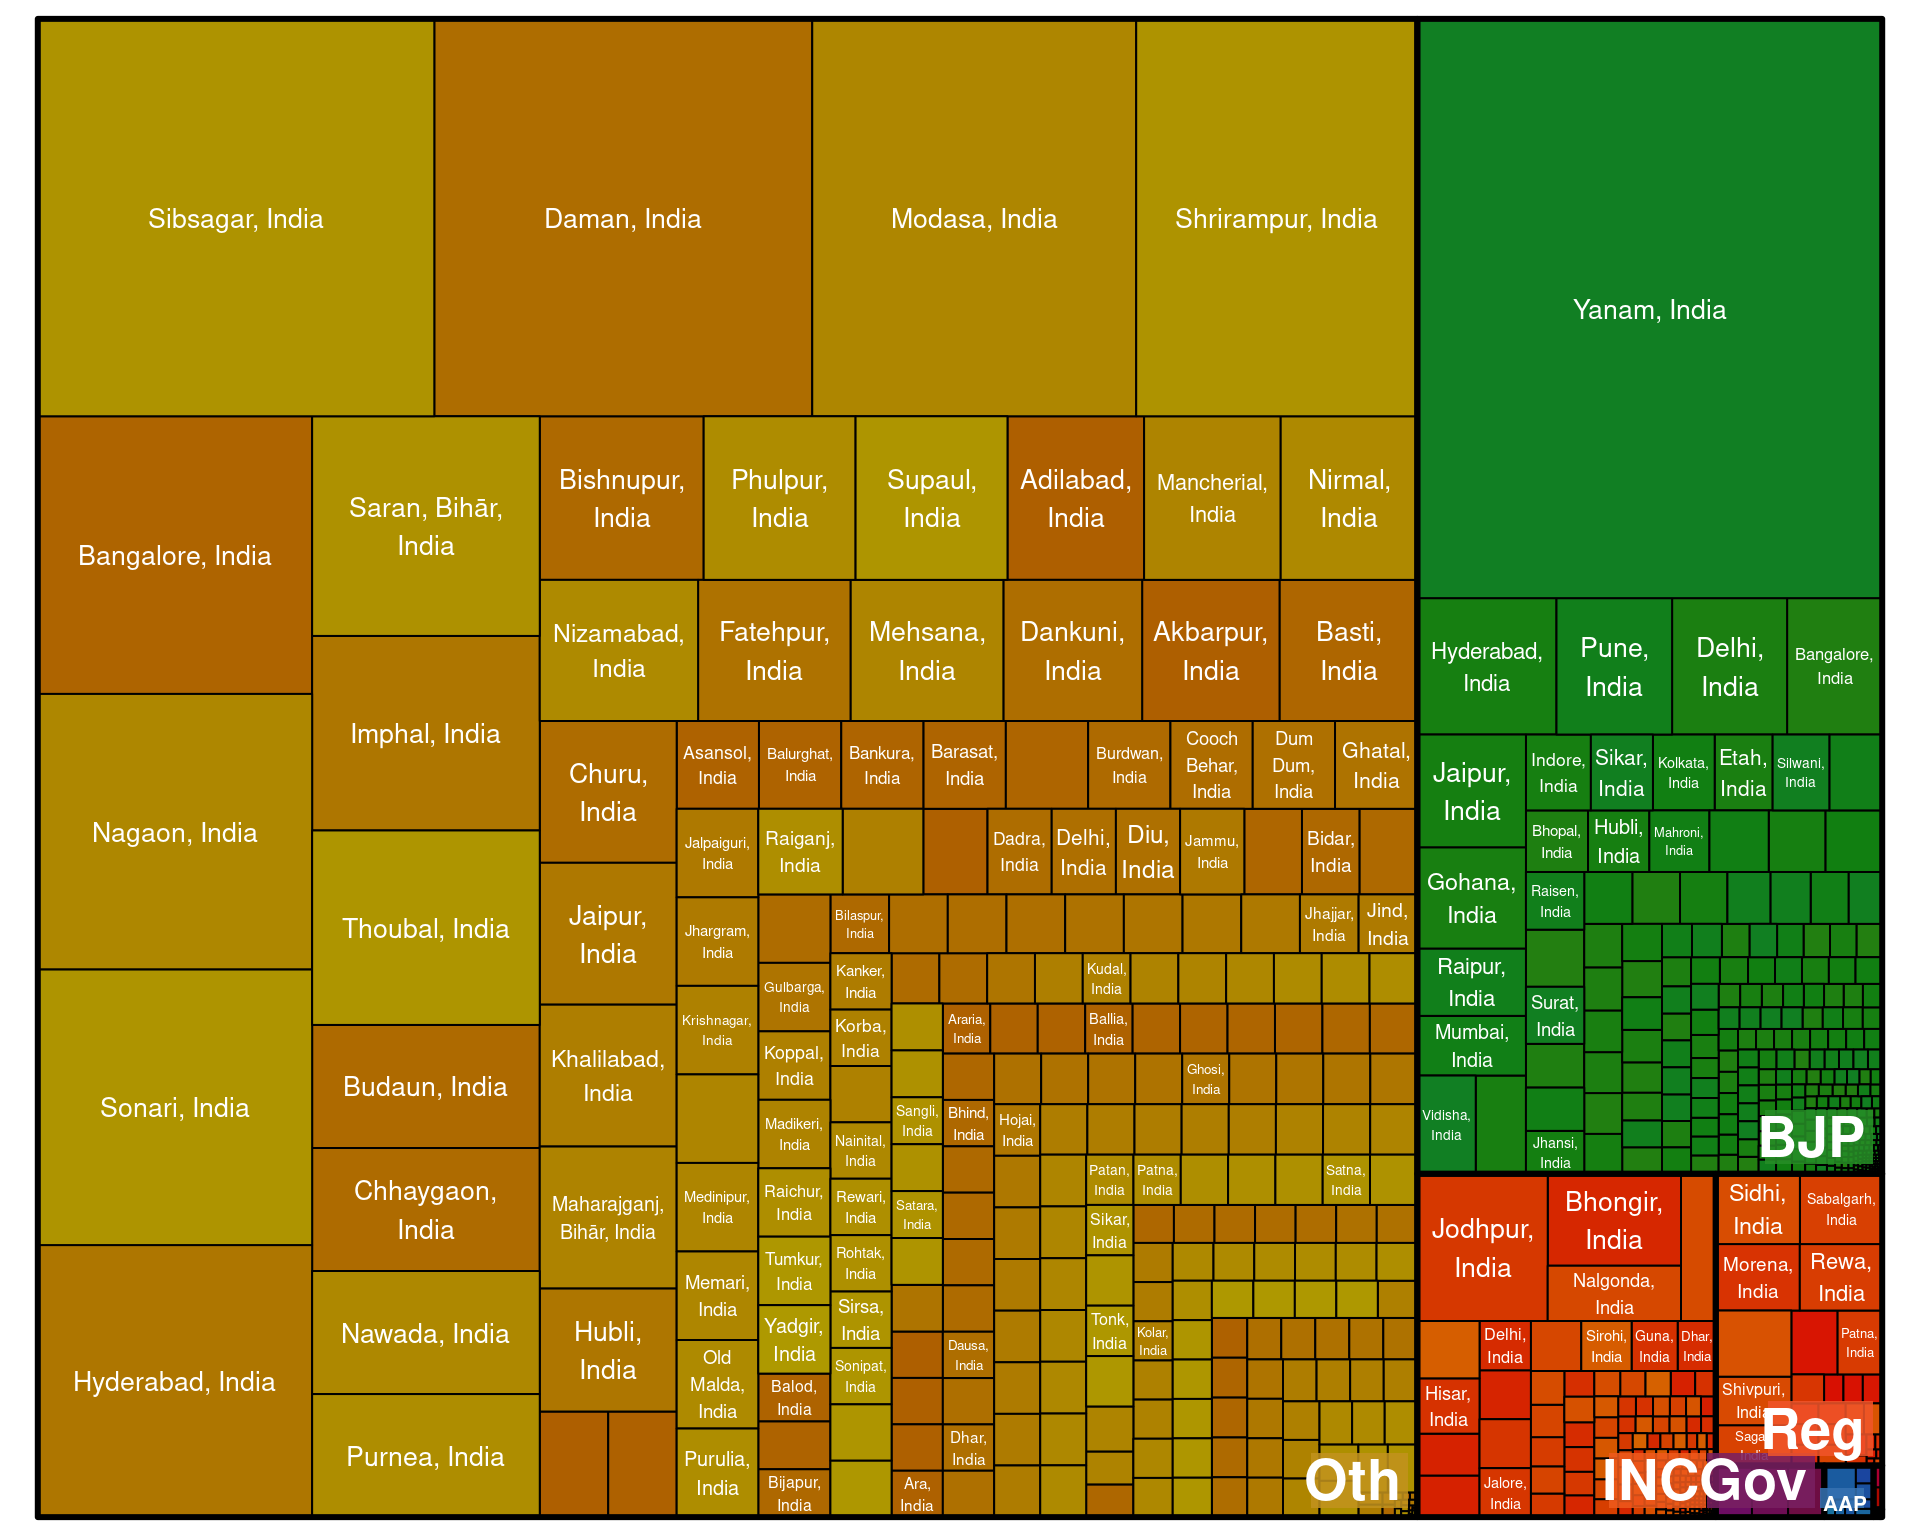 Sibsagar, India
Daman, India
Modasa, India
Shrirampur, India
Bangalore, India
Saran, Bihār,
India
Bishnupur,
India
Phulpur,
India
Supaul,
India
Adilabad,
India
Mancherial,
India
Nirmal,
India
Nizamabad,
India
Fatehpur,
India
Mehsana,
India
Dankuni,
India
Akbarpur,
India
Basti,
India
Imphal, India
Nagaon, India
Thoubal, India
Sonari, India
Budaun, India
Chhaygaon,
India
Hyderabad, India
Nawada, India
Purnea, India
Churu,
India
Jaipur,
India
Khalilabad,
India
Maharajganj,
Bihār, India
Hubli,
India
Asansol,
India
Balurghat,
India
Bankura,
India
Barasat,
India
Burdwan,
India
Cooch
Behar,
India
Dum
Dum,
India
Ghatal,
India
Jalpaiguri,
India
Raiganj,
India
Dadra,
India
Delhi,
India
Diu,
India
Jammu,
India
Bidar,
India
Jhargram,
India
Krishnagar,
India
Medinipur,
India
Memari,
India
Old
Malda,
India
Purulia,
India
Bilaspur,
India
Jhajjar,
India
Jind,
India
Gulbarga,
India
Koppal,
India
Madikeri,
India
Raichur,
India
Tumkur,
India
Yadgir,
India
Balod,
India
Bijapur,
India
Kanker,
India
Korba,
India
Nainital,
India
Rewari,
India
Rohtak,
India
Sirsa,
India
Sonipat,
India
Kudal,
India
Sangli,
India
Satara,
India
Ara,
India
Araria,
India
Ballia,
India
Bhind,
India
Dausa,
India
Dhar,
India
Ghosi,
India
Hojai,
India
Patan,
India
Patna,
India
Satna,
India
Sikar,
India
Tonk,
India
Kolar,
India
Oth
Yanam, India
Hyderabad,
India
Pune,
India
Delhi,
India
Bangalore,
India
Jaipur,
India
Gohana,
India
Raipur,
India
Mumbai,
India
Vidisha,
India
Indore,
India
Sikar,
India
Kolkata,
India
Etah,
India
Silwani,
India
Bhopal,
India
Hubli,
India
Mahroni,
India
Raisen,
India
Surat,
India
Jhansi,
India
BJP
Jodhpur,
India
Bhongir,
India
Nalgonda,
India
Delhi,
India
Sirohi,
India
Guna,
India
Dhar,
India
Hisar,
India
Jalore,
India
INC
Sidhi,
India
Sabalgarh,
India
Morena,
India
Rewa,
India
Patna,
India
Shivpuri,
India
Reg
Gov
AAP